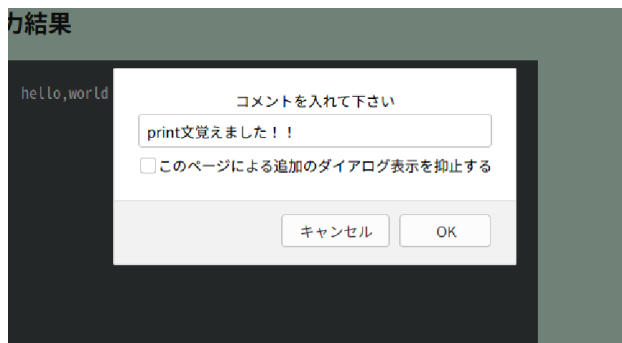 力結果
hello,world
コメントを入れて下さい
print文覚えました！！
このページによる追加のダイアログ表示を抑止する
キャンセル
OK